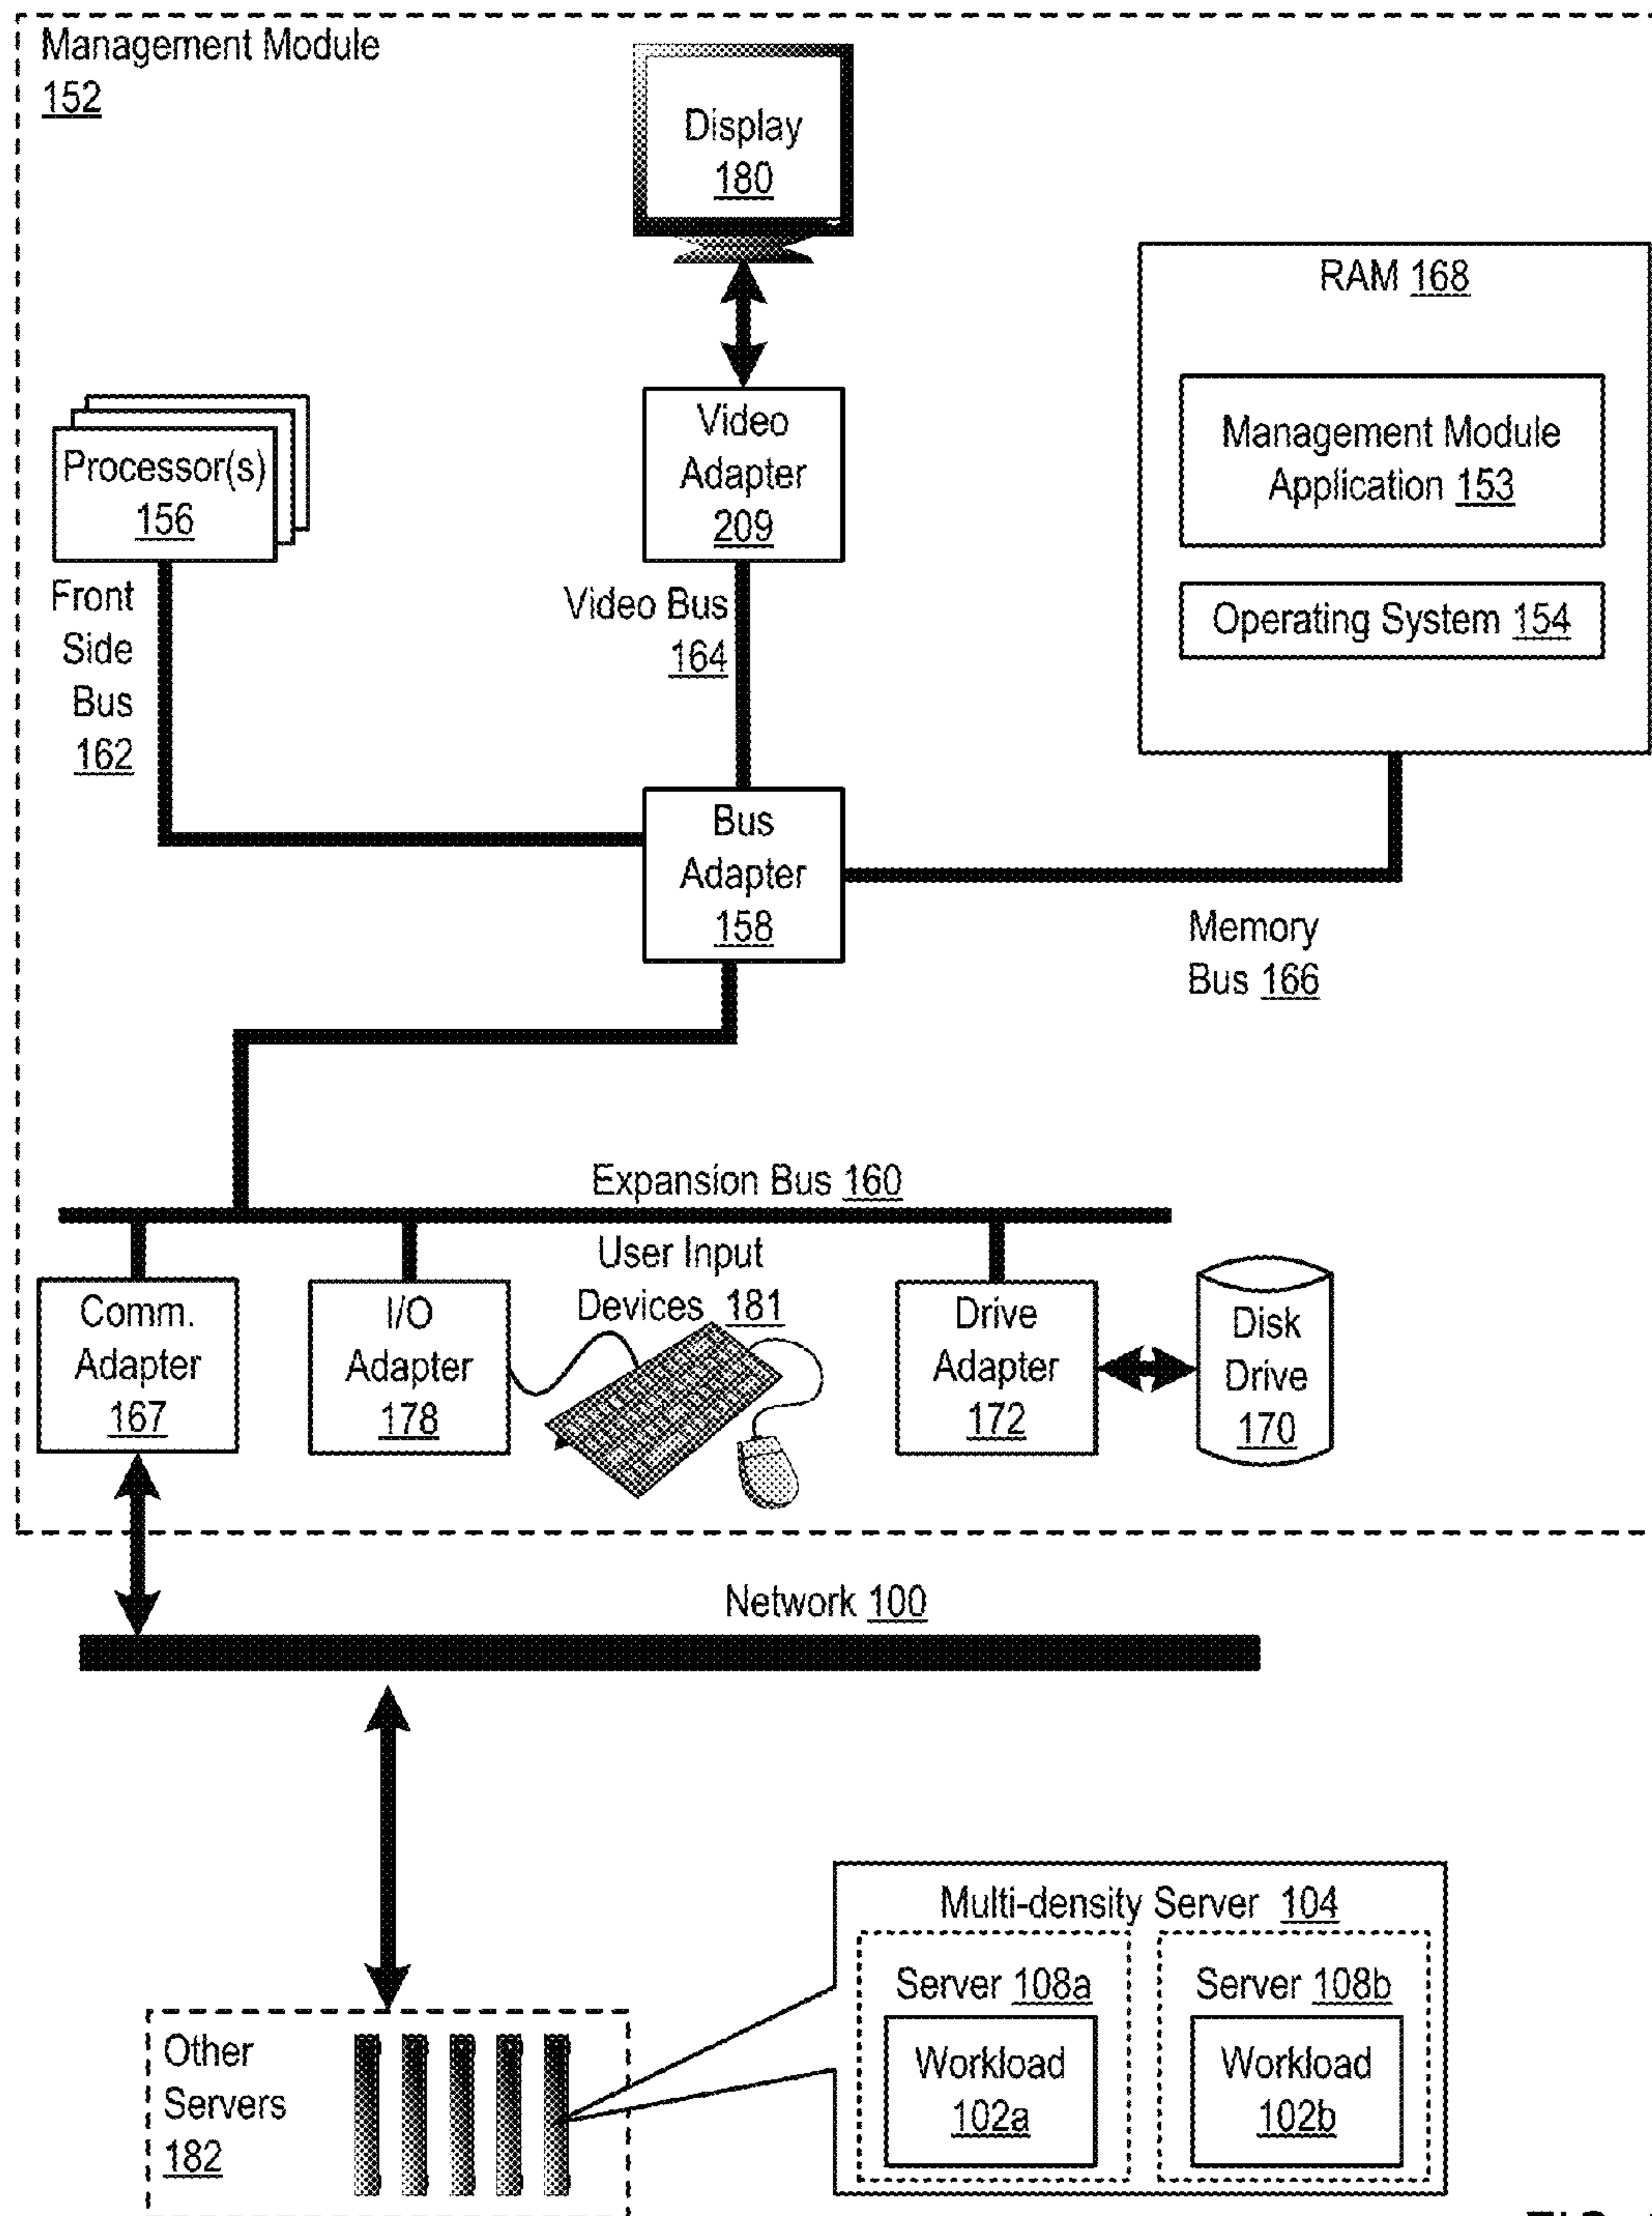 Management Module
152
Display
180
RAM 168
Management Module
Application 153
Operating System 154
Processor(s)
156
Video
Adapter
209
Front
Side
Bus
162
Video Bus
164
Bus
Adapter
158
Memory
Bus 166
Expansion Bus 160
Comm.
Adapter
167
I/O
Adapter
178
User Input
Devices 181
Drive
Adapter
172
Disk
Drive
170
Network 100
Multi-density Server 104
Server 108a
Workload
102a
Server 108b
Workload
102b
Other
Servers
182